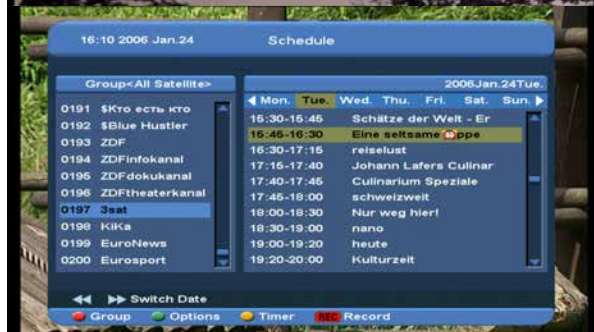 16:10 2006 Jan.24 Schedule
Group<All Satellite>
0191 $Кто есть кто
0192 $Blue Hustler
0193 ZDF
0194 ZDFinfokanal
0195 ZDFdokukanal
0196 ZDFtheaterkanal
0197 3sat
0198 KiKa
0199 EuroNews
0200 Eurosport
2006Jan.24Tue.
Mon. Tue. Wed. Thu. Fri. Sat. Sun.
15:30-15:45 Schätze der Welt - Er
15:45-16:30 Eine seltsame ppe
16:30-17:15 reiselust
17:15-17:40 Johann Lafers Culinar
17:40-17:45 Culinarium Speziale
17:45-18:00 schweizweit
18:00-18:30 Nur weg hier!
18:30-19:00 nano
19:00-19:20 heute
19:20-20:00 Kulturzeit
Switch Date
Group Options Timer REC Record